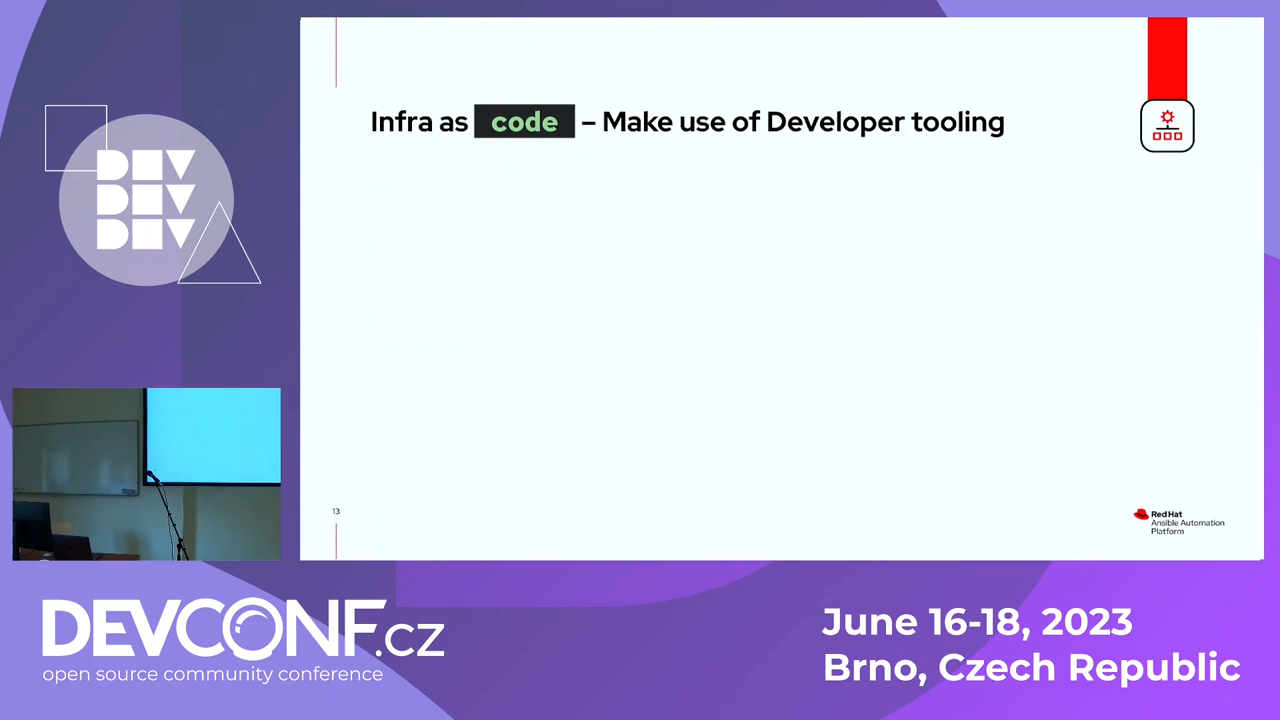 Infra as code – Make use of Developer tooling
DEV
DEV
DEV
13
Red Hat
Ansible Automation
Platform
DEVCONF.cz
open source community conference
June 16-18, 2023
Brno, Czech Republic